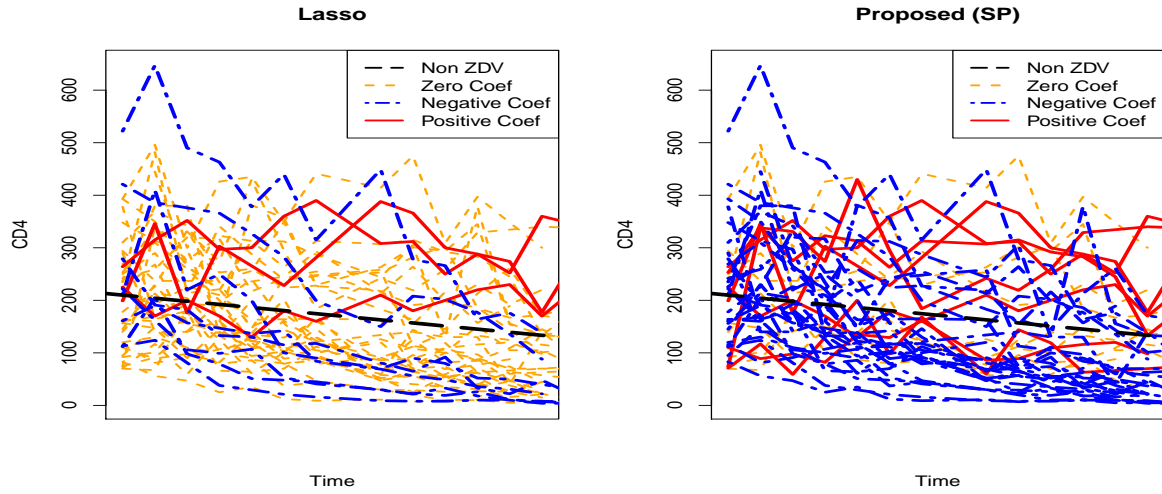 Lasso
Non ZDV
Zero Coef
Negative Coef
Positive Coef
600
500
400
300
200
100
0
CD4
Time
Proposed (SP)
Non ZDV
Zero Coef
Negative Coef
Positive Coef
600
500
400
300
200
100
0
CD4
Time